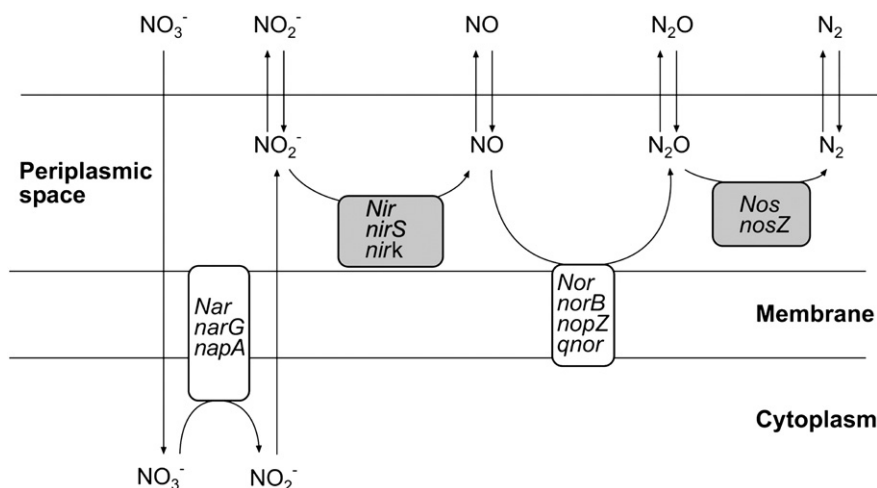 NO₃⁻ NO₂⁻ NO N₂O N₂
NO₂⁻ NO N₂O N₂
Periplasmic
space
Nir
nirS
nirk
Nos
nosZ
Nar
narG
napA
Nor
norB
nopZ
qnor
Membrane
Cytoplasm
NO₃⁻ NO₂⁻